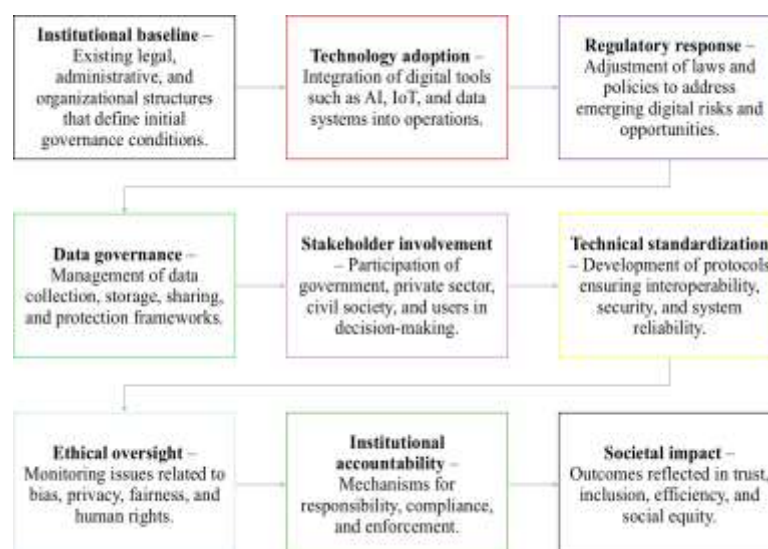 Institutional baseline –
Existing legal,
administrative, and
organizational structures
that define initial
governance conditions.
Technology adoption –
Integration of digital tools
such as AI, IoT, and data
systems into operations.
Regulatory response –
Adjustment of laws and
policies to address
emerging digital risks and
opportunities.
Data governance –
Management of data
collection, storage, sharing,
and protection frameworks.
Stakeholder involvement
– Participation of
government, private sector,
civil society, and users in
decision-making.
Technical standardization
– Development of protocols
ensuring interoperability,
security, and system
reliability.
Ethical oversight –
Monitoring issues related to
bias, privacy, fairness, and
human rights.
Institutional
accountability –
Mechanisms for
responsibility, compliance,
and enforcement.
Societal impact –
Outcomes reflected in trust,
inclusion, efficiency, and
social equity.